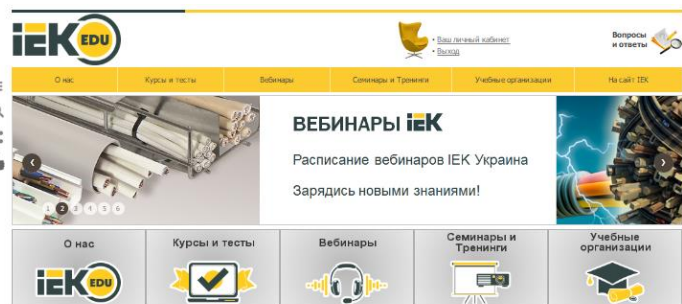 iEK EDU
Ваш личный кабинет
Выход
Вопросы
и ответы
О нас Курсы и тесты Вебинары Семинары и Тренинги Учебные организации На сайт IEK
ВЕБИНАРЫ iEK
Расписание вебинаров IEK Украина
Зарядись новыми знаниями!
1 2 3 4 5 6
О нас Курсы и тесты Вебинары Семинары и Тренинги Учебные организации
iEK EDU